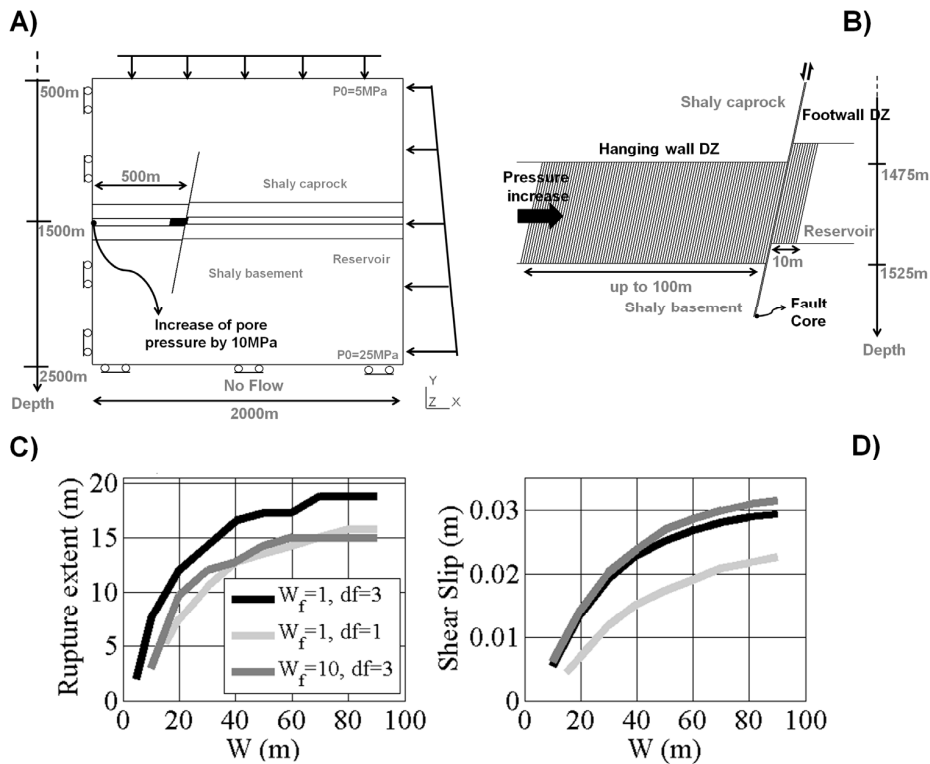 A)
500m
P0=5MPa
500m
Shaly caprock
1500m
Reservoir
Shaly basement
Increase of pore
pressure by 10MPa
P0=25MPa
2500m
No Flow
Depth
2000m
Y
Z X
B)
Shaly caprock
Footwall DZ
Hanging wall DZ
1475m
Pressure
increase
Reservoir
10m
1525m
up to 100m
Shaly basement
Fault
Core
Depth
C)
Rupture extent (m)
20
15
10
5
0
0 20 40 60 80 100
W (m)
Wf=1, df=3
Wf=1, df=1
Wf=10, df=3
D)
Shear Slip (m)
0.03
0.02
0.01
0
0 20 40 60 80 100
W (m)